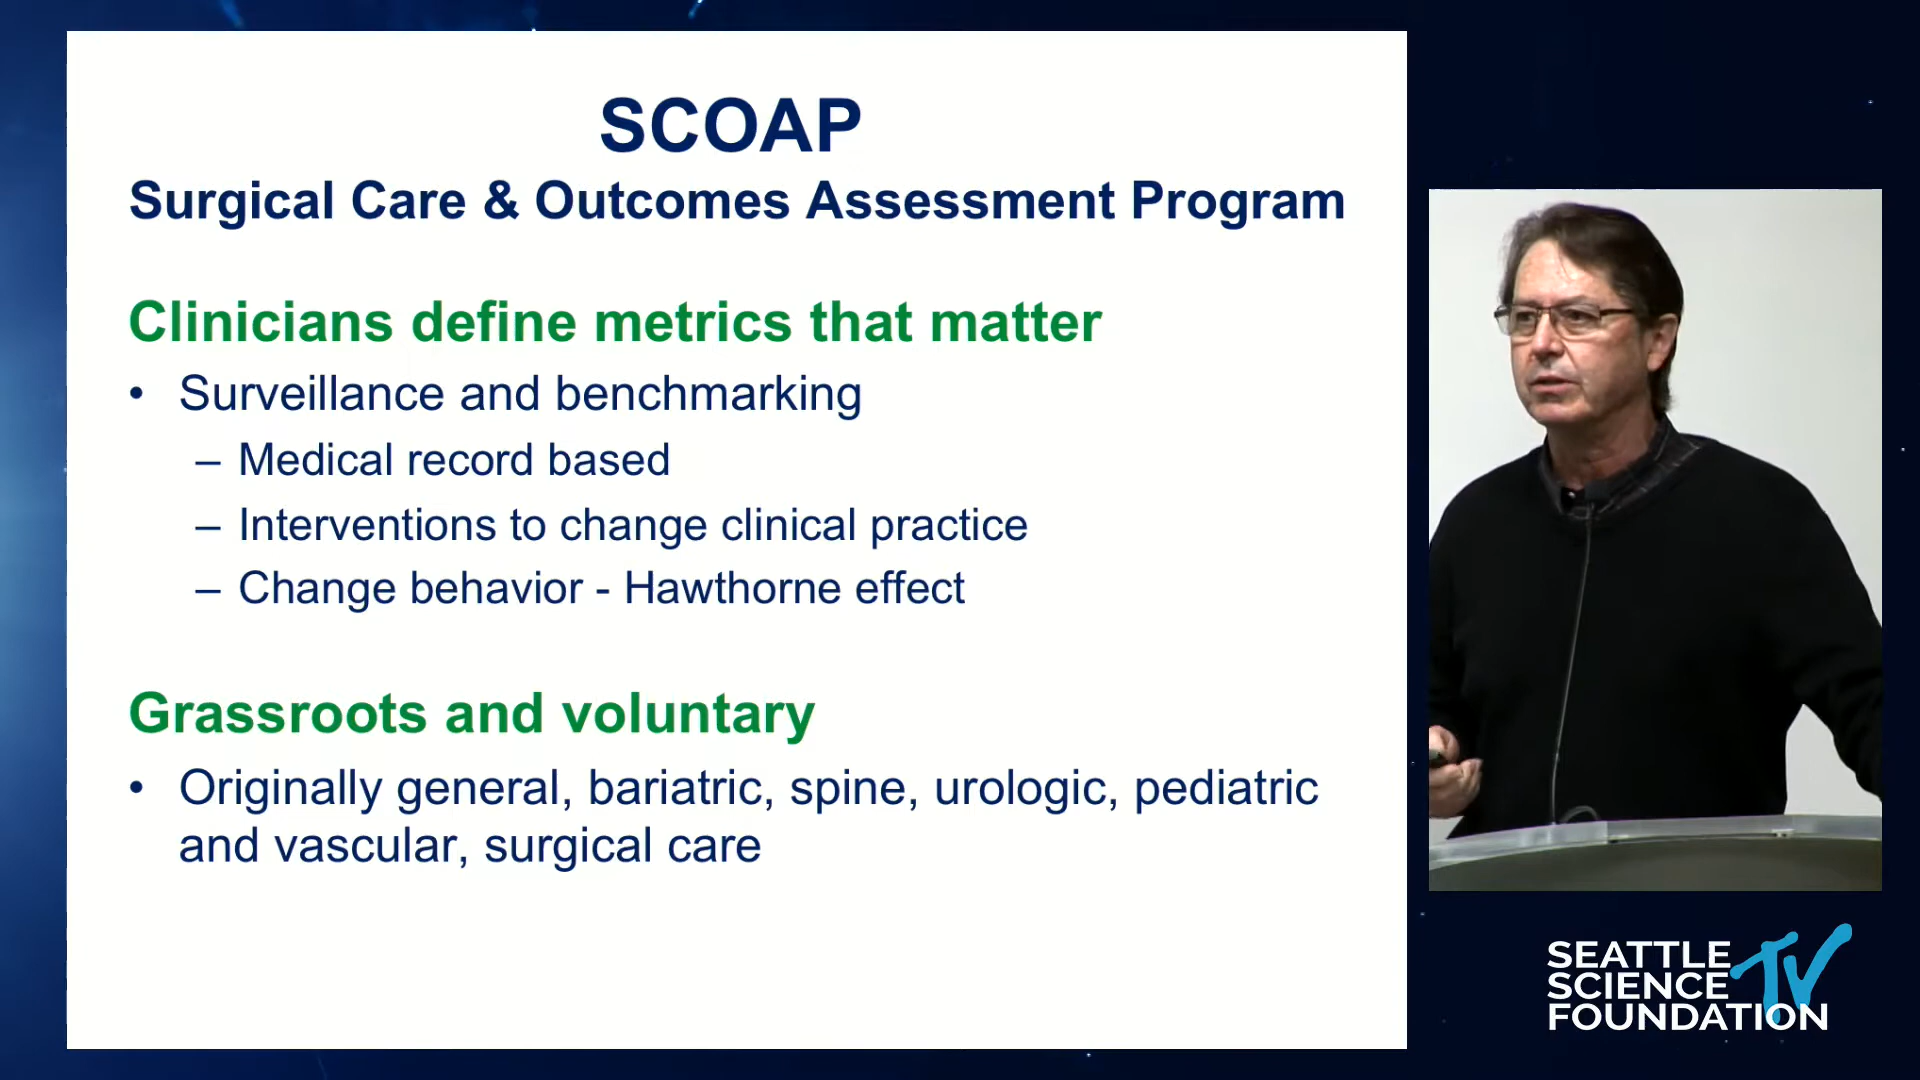 SCOAP
Surgical Care & Outcomes Assessment Program
Clinicians define metrics that matter
• Surveillance and benchmarking
– Medical record based
– Interventions to change clinical practice
– Change behavior - Hawthorne effect
Grassroots and voluntary
• Originally general, bariatric, spine, urologic, pediatric
and vascular, surgical care
SEATTLE
SCIENCE
FOUNDATION
TV